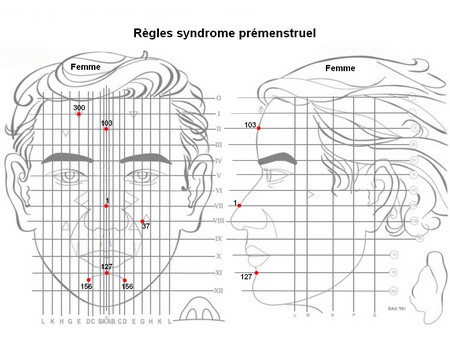 Règles syndrome prémenstruel
Femme
Femme
300
103
103
1
1
37
127
127
156
156
O
I
II
III
IV
V
VI
VII
VIII
IX
X
XI
XII
L K H G E D C B A A B C D E G H K L